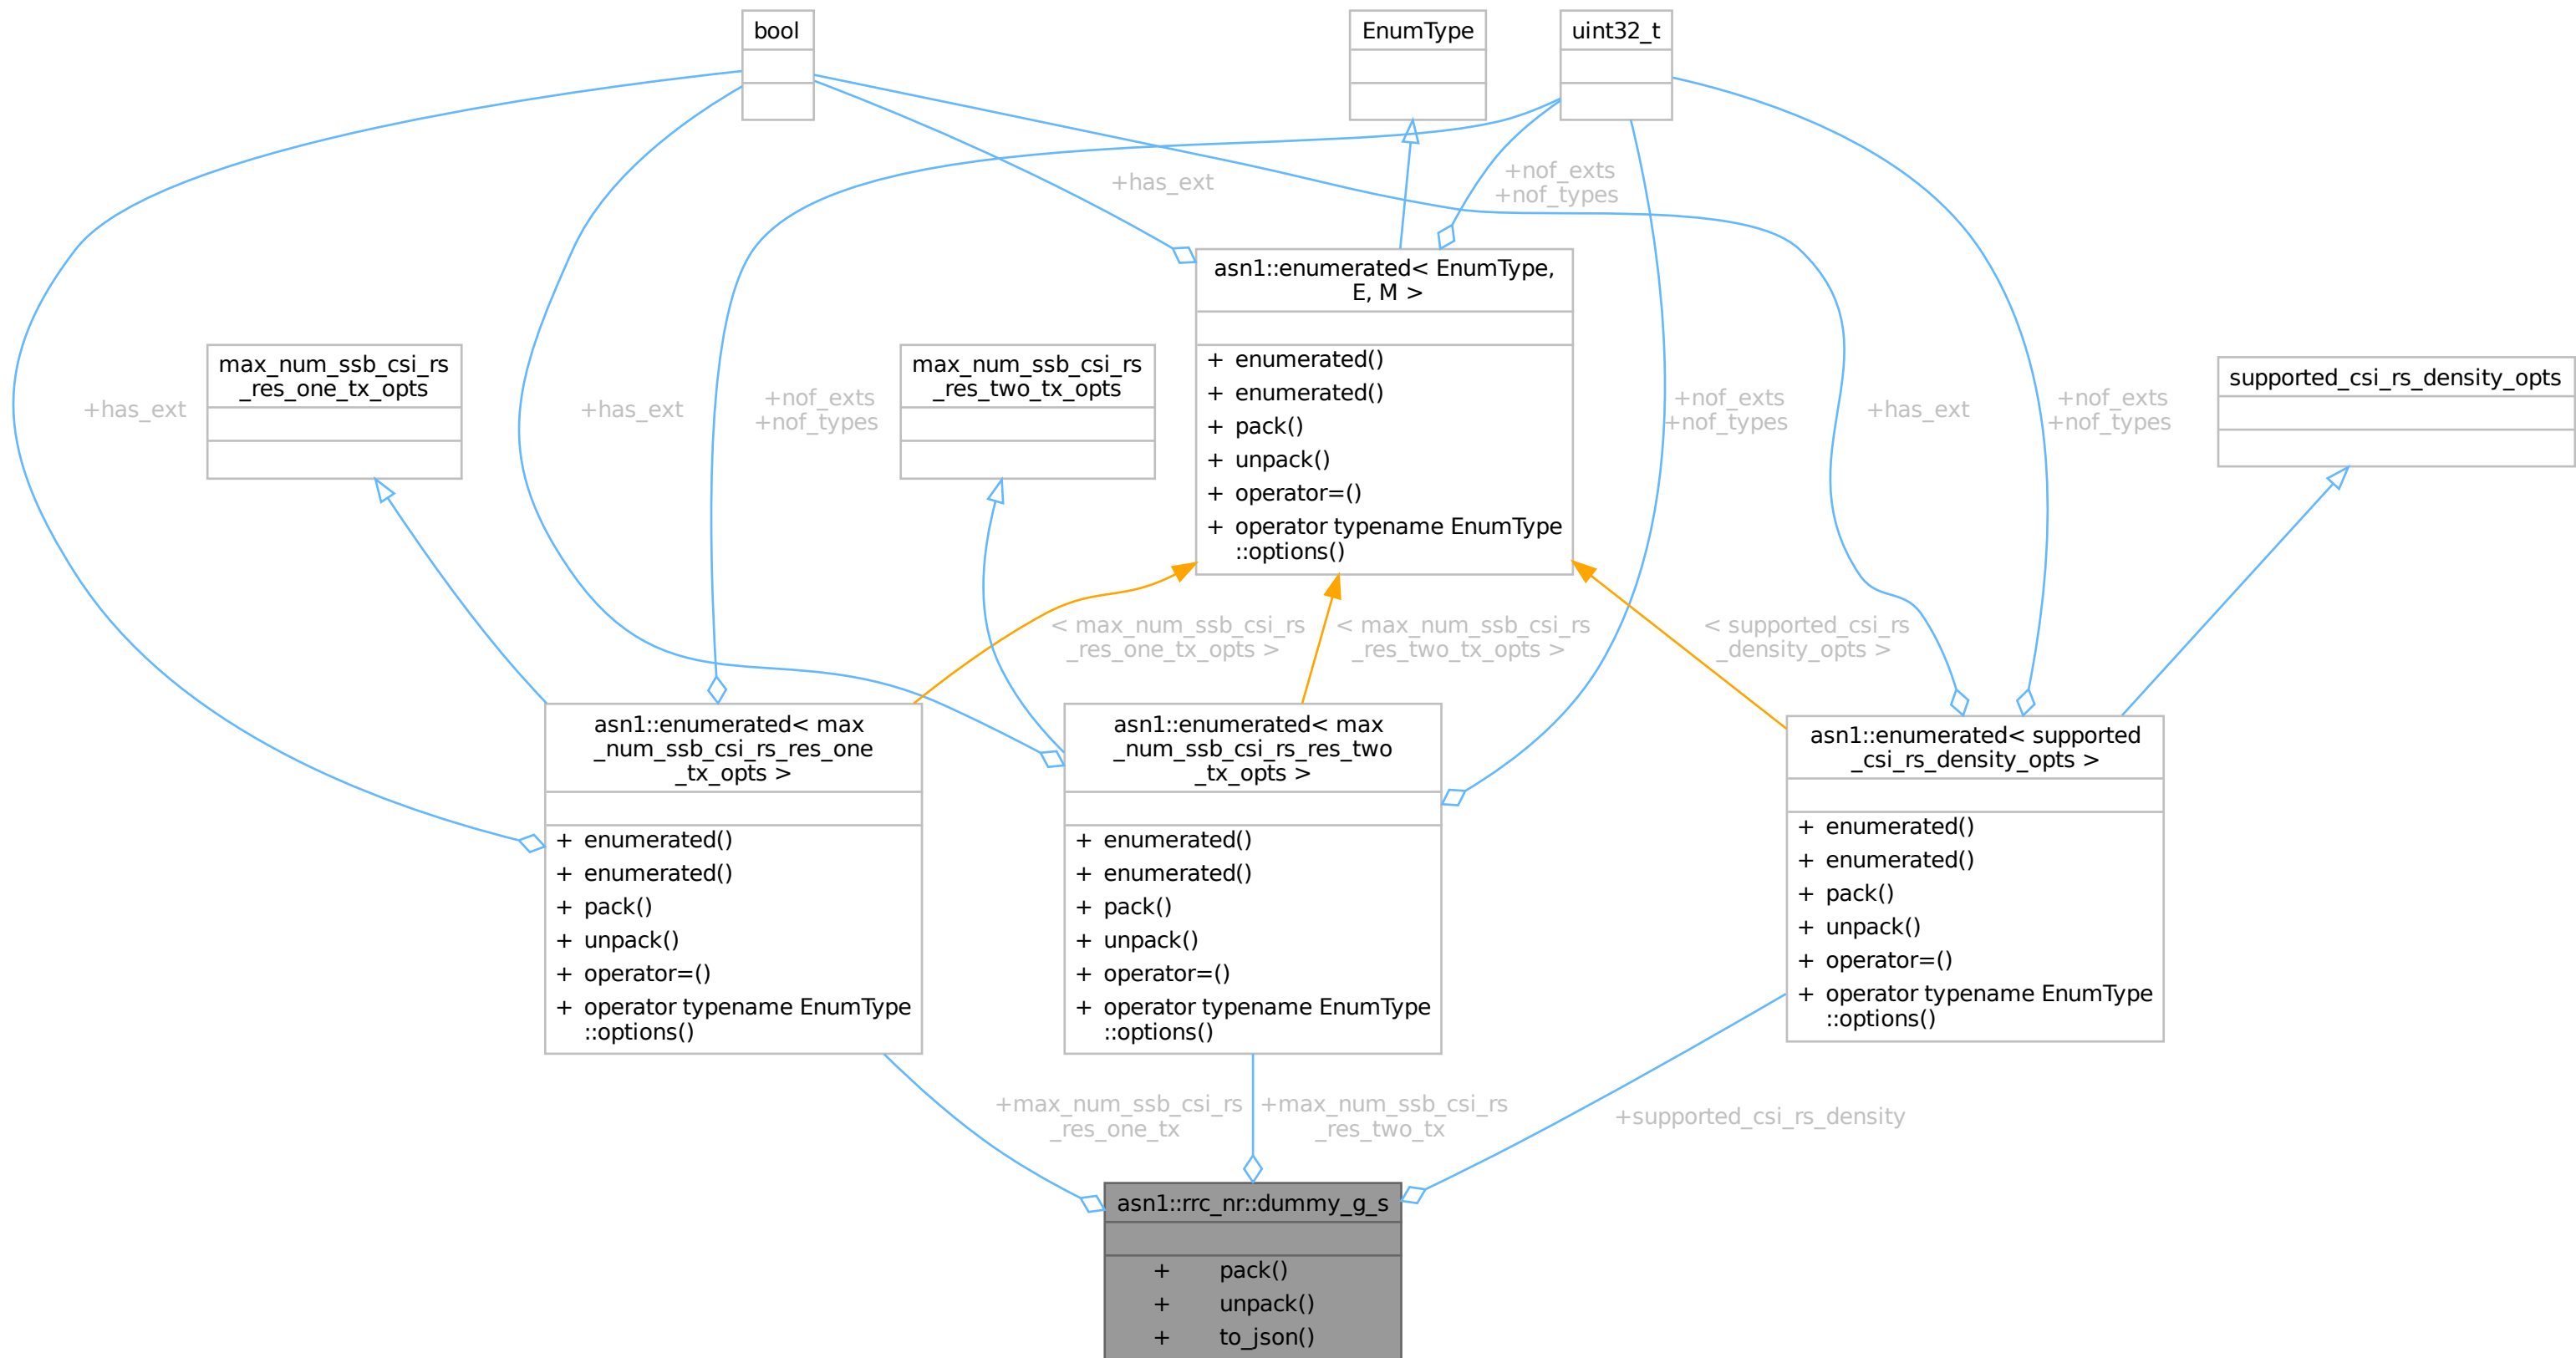 bool
EnumType
uint32_t
+has_ext
+nof_exts
+nof_types
asn1::enumerated< EnumType,
E, M >
+ enumerated()
+ enumerated()
+ pack()
+ unpack()
+ operator=()
+ operator typename EnumType
::options()
max_num_ssb_csi_rs
_res_one_tx_opts
max_num_ssb_csi_rs
_res_two_tx_opts
supported_csi_rs_density_opts
+has_ext
+has_ext
+nof_exts
+nof_types
+nof_exts
+nof_types
+has_ext
+nof_exts
+nof_types
< max_num_ssb_csi_rs
_res_one_tx_opts >
< max_num_ssb_csi_rs
_res_two_tx_opts >
< supported_csi_rs
_density_opts >
asn1::enumerated< max
_num_ssb_csi_rs_res_one
_tx_opts >
+ enumerated()
+ enumerated()
+ pack()
+ unpack()
+ operator=()
+ operator typename EnumType
::options()
asn1::enumerated< max
_num_ssb_csi_rs_res_two
_tx_opts >
+ enumerated()
+ enumerated()
+ pack()
+ unpack()
+ operator=()
+ operator typename EnumType
::options()
asn1::enumerated< supported
_csi_rs_density_opts >
+ enumerated()
+ enumerated()
+ pack()
+ unpack()
+ operator=()
+ operator typename EnumType
::options()
+max_num_ssb_csi_rs
_res_one_tx
+max_num_ssb_csi_rs
_res_two_tx
+supported_csi_rs_density
asn1::rrc_nr::dummy_g_s
+ pack()
+ unpack()
+ to_json()